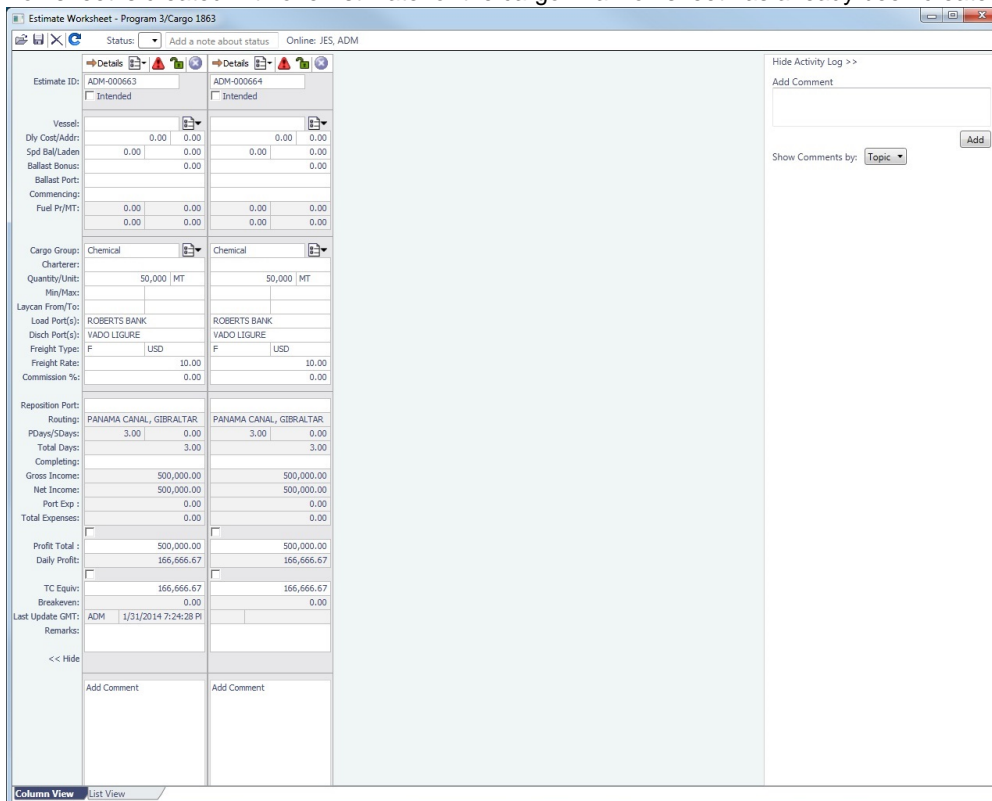 Estimate Worksheet - Program 3/Cargo 1863
Status: Add a note about status Online: JES, ADM
Details Details
Estimate ID: ADM-000663 ADM-000664
Intended Intended
Vessel:
Dly Cost/Addr: 0.00 0.00 0.00 0.00
Spd Bal/Laden 0.00 0.00 0.00 0.00
Ballast Bonus: 0.00 0.00
Ballast Port:
Commencing:
Fuel Pr/MT: 0.00 0.00 0.00 0.00
0.00 0.00 0.00 0.00
Cargo Group: Chemical Chemical
Charterer:
Quantity/Unit: 50,000 MT 50,000 MT
Min/Max:
Laycan From/To:
Load Port(s): ROBERTS BANK ROBERTS BANK
Disch Port(s): VADO LIGURE VADO LIGURE
Freight Type: F USD F USD
Freight Rate: 10.00 10.00
Commission %: 0.00 0.00
Reposition Port:
Routing: PANAMA CANAL, GIBRALTAR PANAMA CANAL, GIBRALTAR
PDays/SDays: 3.00 0.00 3.00 0.00
Total Days: 3.00 3.00
Completing:
Gross Income: 500,000.00 500,000.00
Net Income: 500,000.00 500,000.00
Port Exp : 0.00 0.00
Total Expenses: 0.00 0.00
Profit Total : 500,000.00 500,000.00
Daily Profit: 166,666.67 166,666.67
TC Equiv: 166,666.67 166,666.67
Breakeven: 0.00 0.00
Last Update GMT: ADM 1/31/2014 7:24:28 P
Remarks:
<< Hide
Add Comment Add Comment
Column View List View
Hide Activity Log >>
Add Comment
Add
Show Comments by: Topic